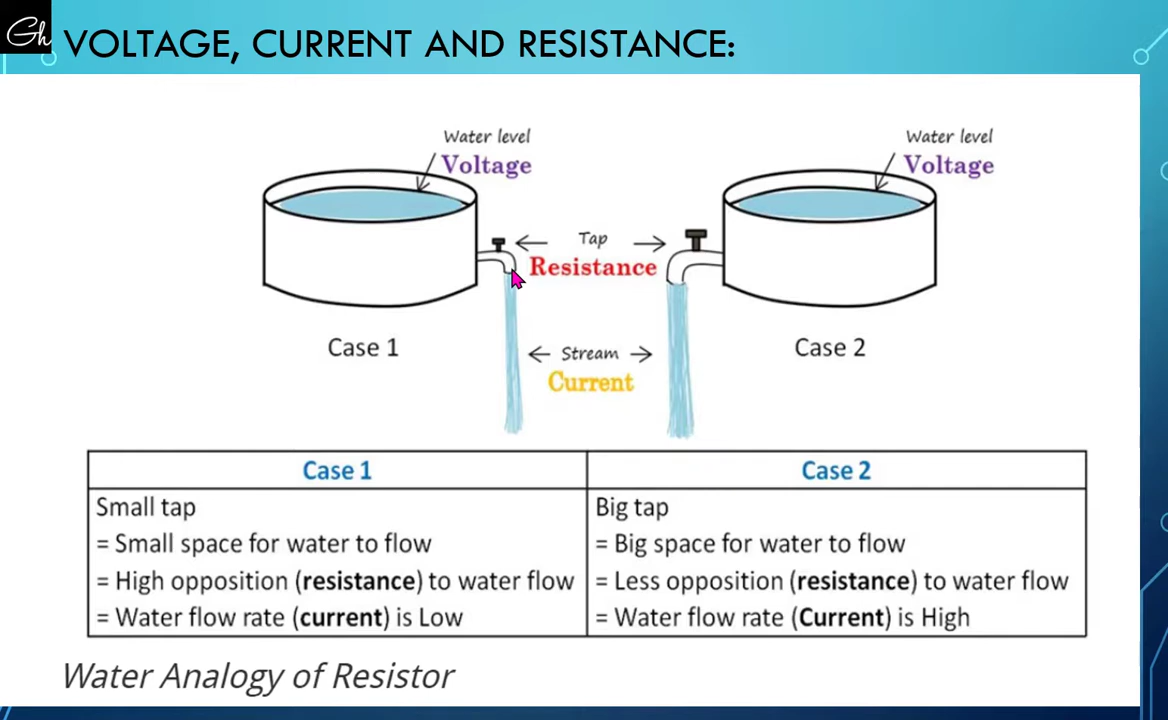 Gh
VOLTAGE, CURRENT AND RESISTANCE:
Water level
Voltage
Water level
Voltage
Tap
Resistance
Case 1
Stream
Current
Case 2
Case 1
Case 2
Small tap
= Small space for water to flow
= High opposition (resistance) to water flow
= Water flow rate (current) is Low
Big tap
= Big space for water to flow
= Less opposition (resistance) to water flow
= Water flow rate (Current) is High
Water Analogy of Resistor